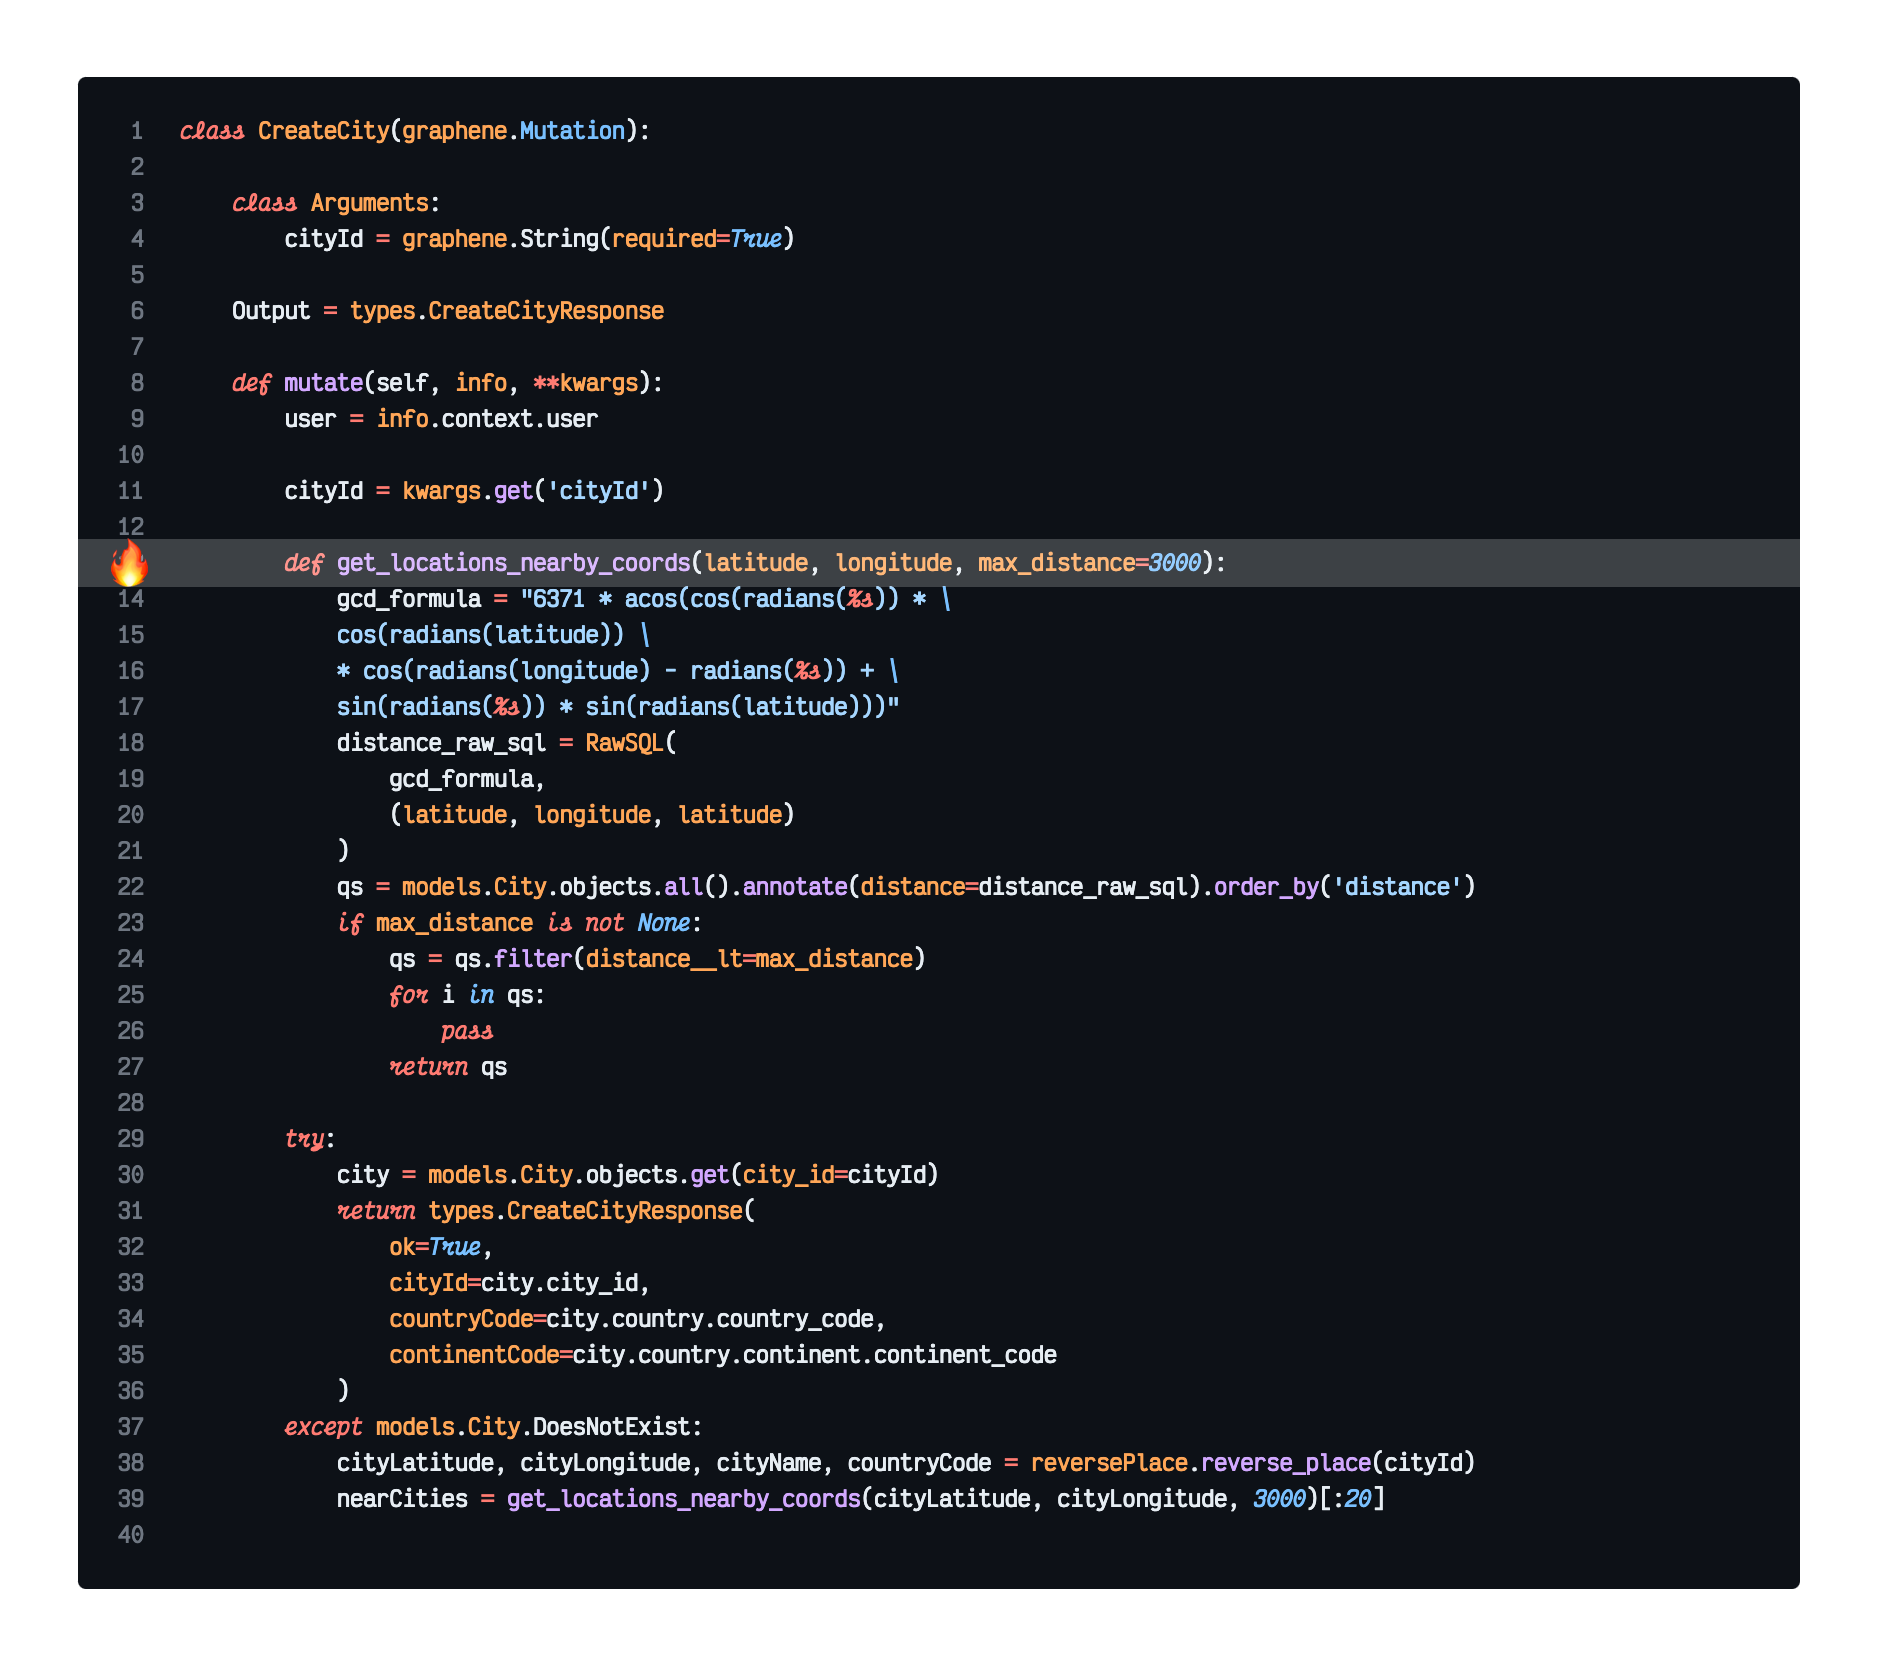 1 class CreateCity(graphene.Mutation):
2
3     class Arguments:
4         cityId = graphene.String(required=True)
5
6     Output = types.CreateCityResponse
7
8     def mutate(self, info, **kwargs):
9         user = info.context.user
10
11         cityId = kwargs.get('cityId')
12
        def get_locations_nearby_coords(latitude, longitude, max_distance=3000):
14             gcd_formula = "6371 * acos(cos(radians(%s)) * \
15             cos(radians(latitude)) \
16             * cos(radians(longitude) - radians(%s)) + \
17             sin(radians(%s)) * sin(radians(latitude)))"
18             distance_raw_sql = RawSQL(
19                 gcd_formula,
20                 (latitude, longitude, latitude)
21             )
22             qs = models.City.objects.all().annotate(distance=distance_raw_sql).order_by('distance')
23             if max_distance is not None:
24                 qs = qs.filter(distance__lt=max_distance)
25                 for i in qs:
26                     pass
27                 return qs
28
29         try:
30             city = models.City.objects.get(city_id=cityId)
31             return types.CreateCityResponse(
32                 ok=True,
33                 cityId=city.city_id,
34                 countryCode=city.country.country_code,
35                 continentCode=city.country.continent.continent_code
36             )
37         except models.City.DoesNotExist:
38             cityLatitude, cityLongitude, cityName, countryCode = reversePlace.reverse_place(cityId)
39             nearCities = get_locations_nearby_coords(cityLatitude, cityLongitude, 3000)[:20]
40